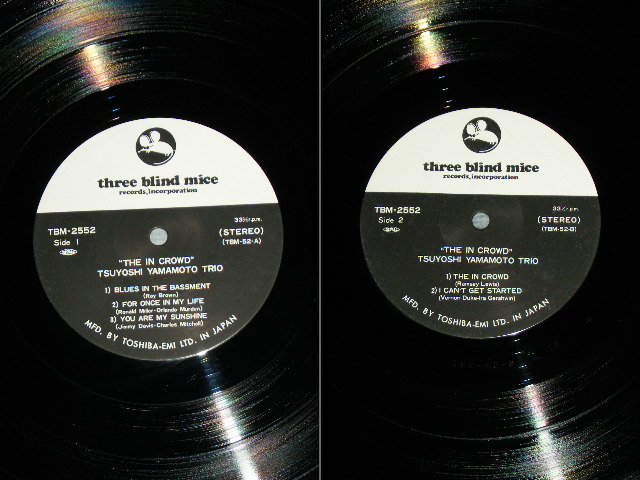 three blind mice
records, incorporation
TBM-2552
33⅓ r.p.m.
Side 1
(STEREO)
(TBM-52-A)
"THE IN CROWD"
TSUYOSHI YAMAMOTO TRIO
1) BLUES IN THE BASSMENT
(Ray Brown)
2) FOR ONCE IN MY LIFE
(Ronald Miller-Orlando Murden)
3) YOU ARE MY SUNSHINE
(Jimmy Davis-Charles Mitchell)
MFD. BY TOSHIBA-EMI LTD. IN JAPAN
three blind mice
records, incorporation
TBM-2552
33⅓ r.p.m.
Side 2
(STEREO)
(TBM-52-B)
"THE IN CROWD"
TSUYOSHI YAMAMOTO TRIO
1) THE IN CROWD
(Ramsey Lewis)
2) I CAN'T GET STARTED
(Vernon Duke-Ira Gershwin)
MFD. BY TOSHIBA-EMI LTD. IN JAPAN